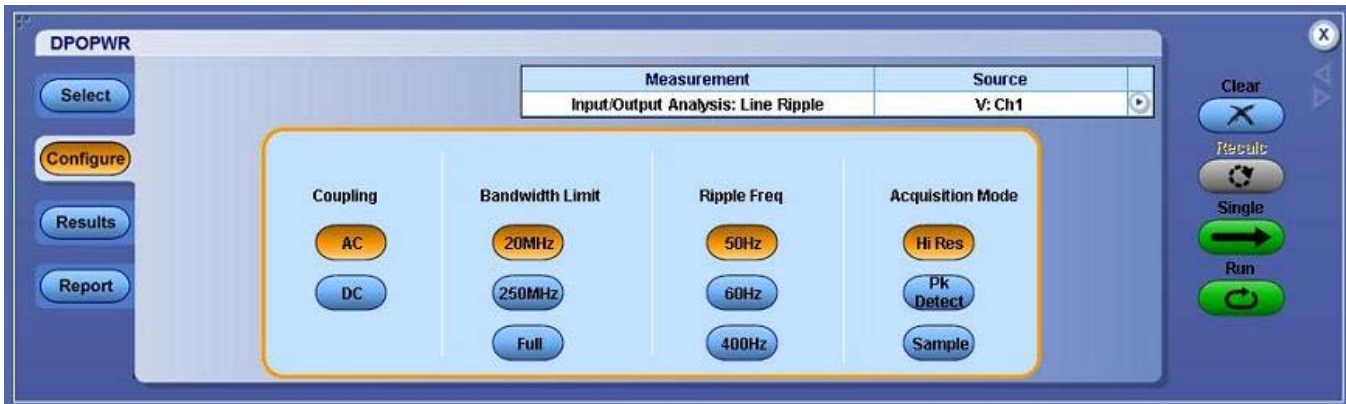 DPOPWR
Select
Configure
Results
Report
Measurement Source
Input/Output Analysis: Line Ripple V: Ch1
Coupling Bandwidth Limit Ripple Freq Acquisition Mode
AC 20MHz 50Hz Hi Res
DC 250MHz 60Hz Pk Detect
Full 400Hz Sample
X
Clear
Recalc
Single
Run